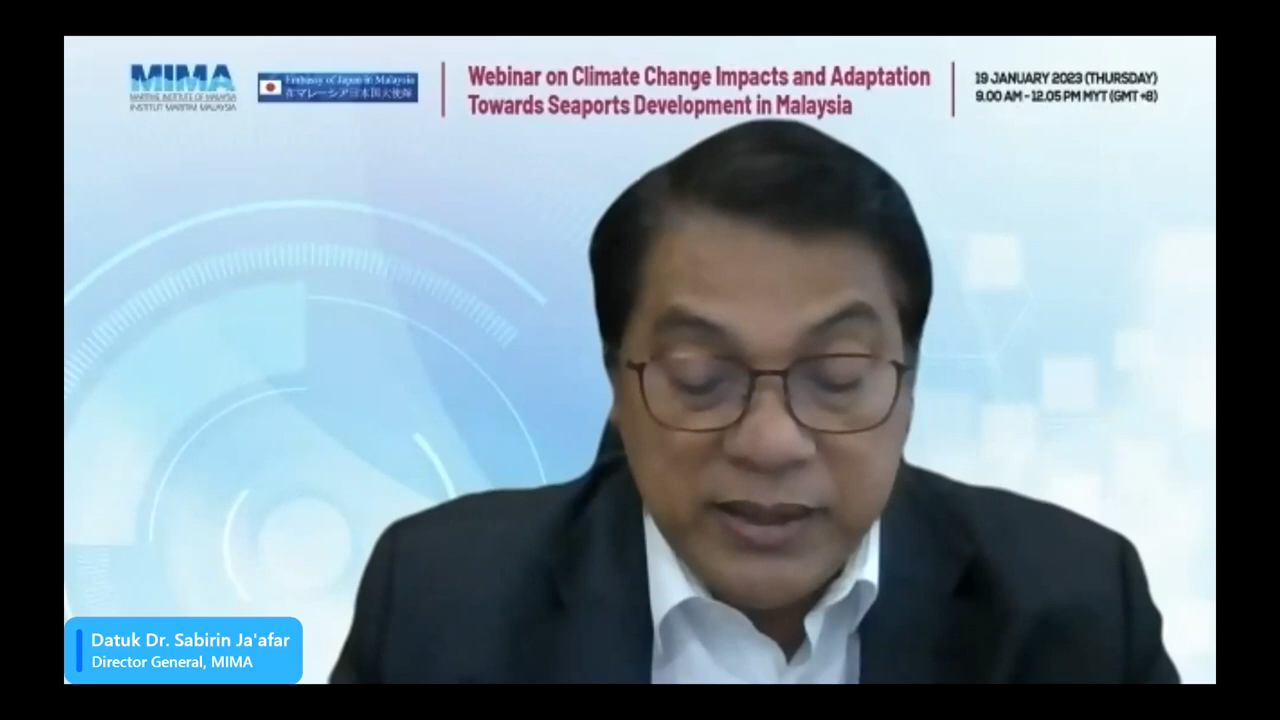 MIMA
MARITIME INSTITUTE OF MALAYSIA
INSTITUT MARITIM MALAYSIA
Embassy of Japan in Malaysia
在マレーシア日本国大使館
Webinar on Climate Change Impacts and Adaptation
Towards Seaports Development in Malaysia
19 JANUARY 2023 (THURSDAY)
9.00 AM - 12.05 PM MYT (GMT +8)
Datuk Dr. Sabirin Ja'afar
Director General, MIMA